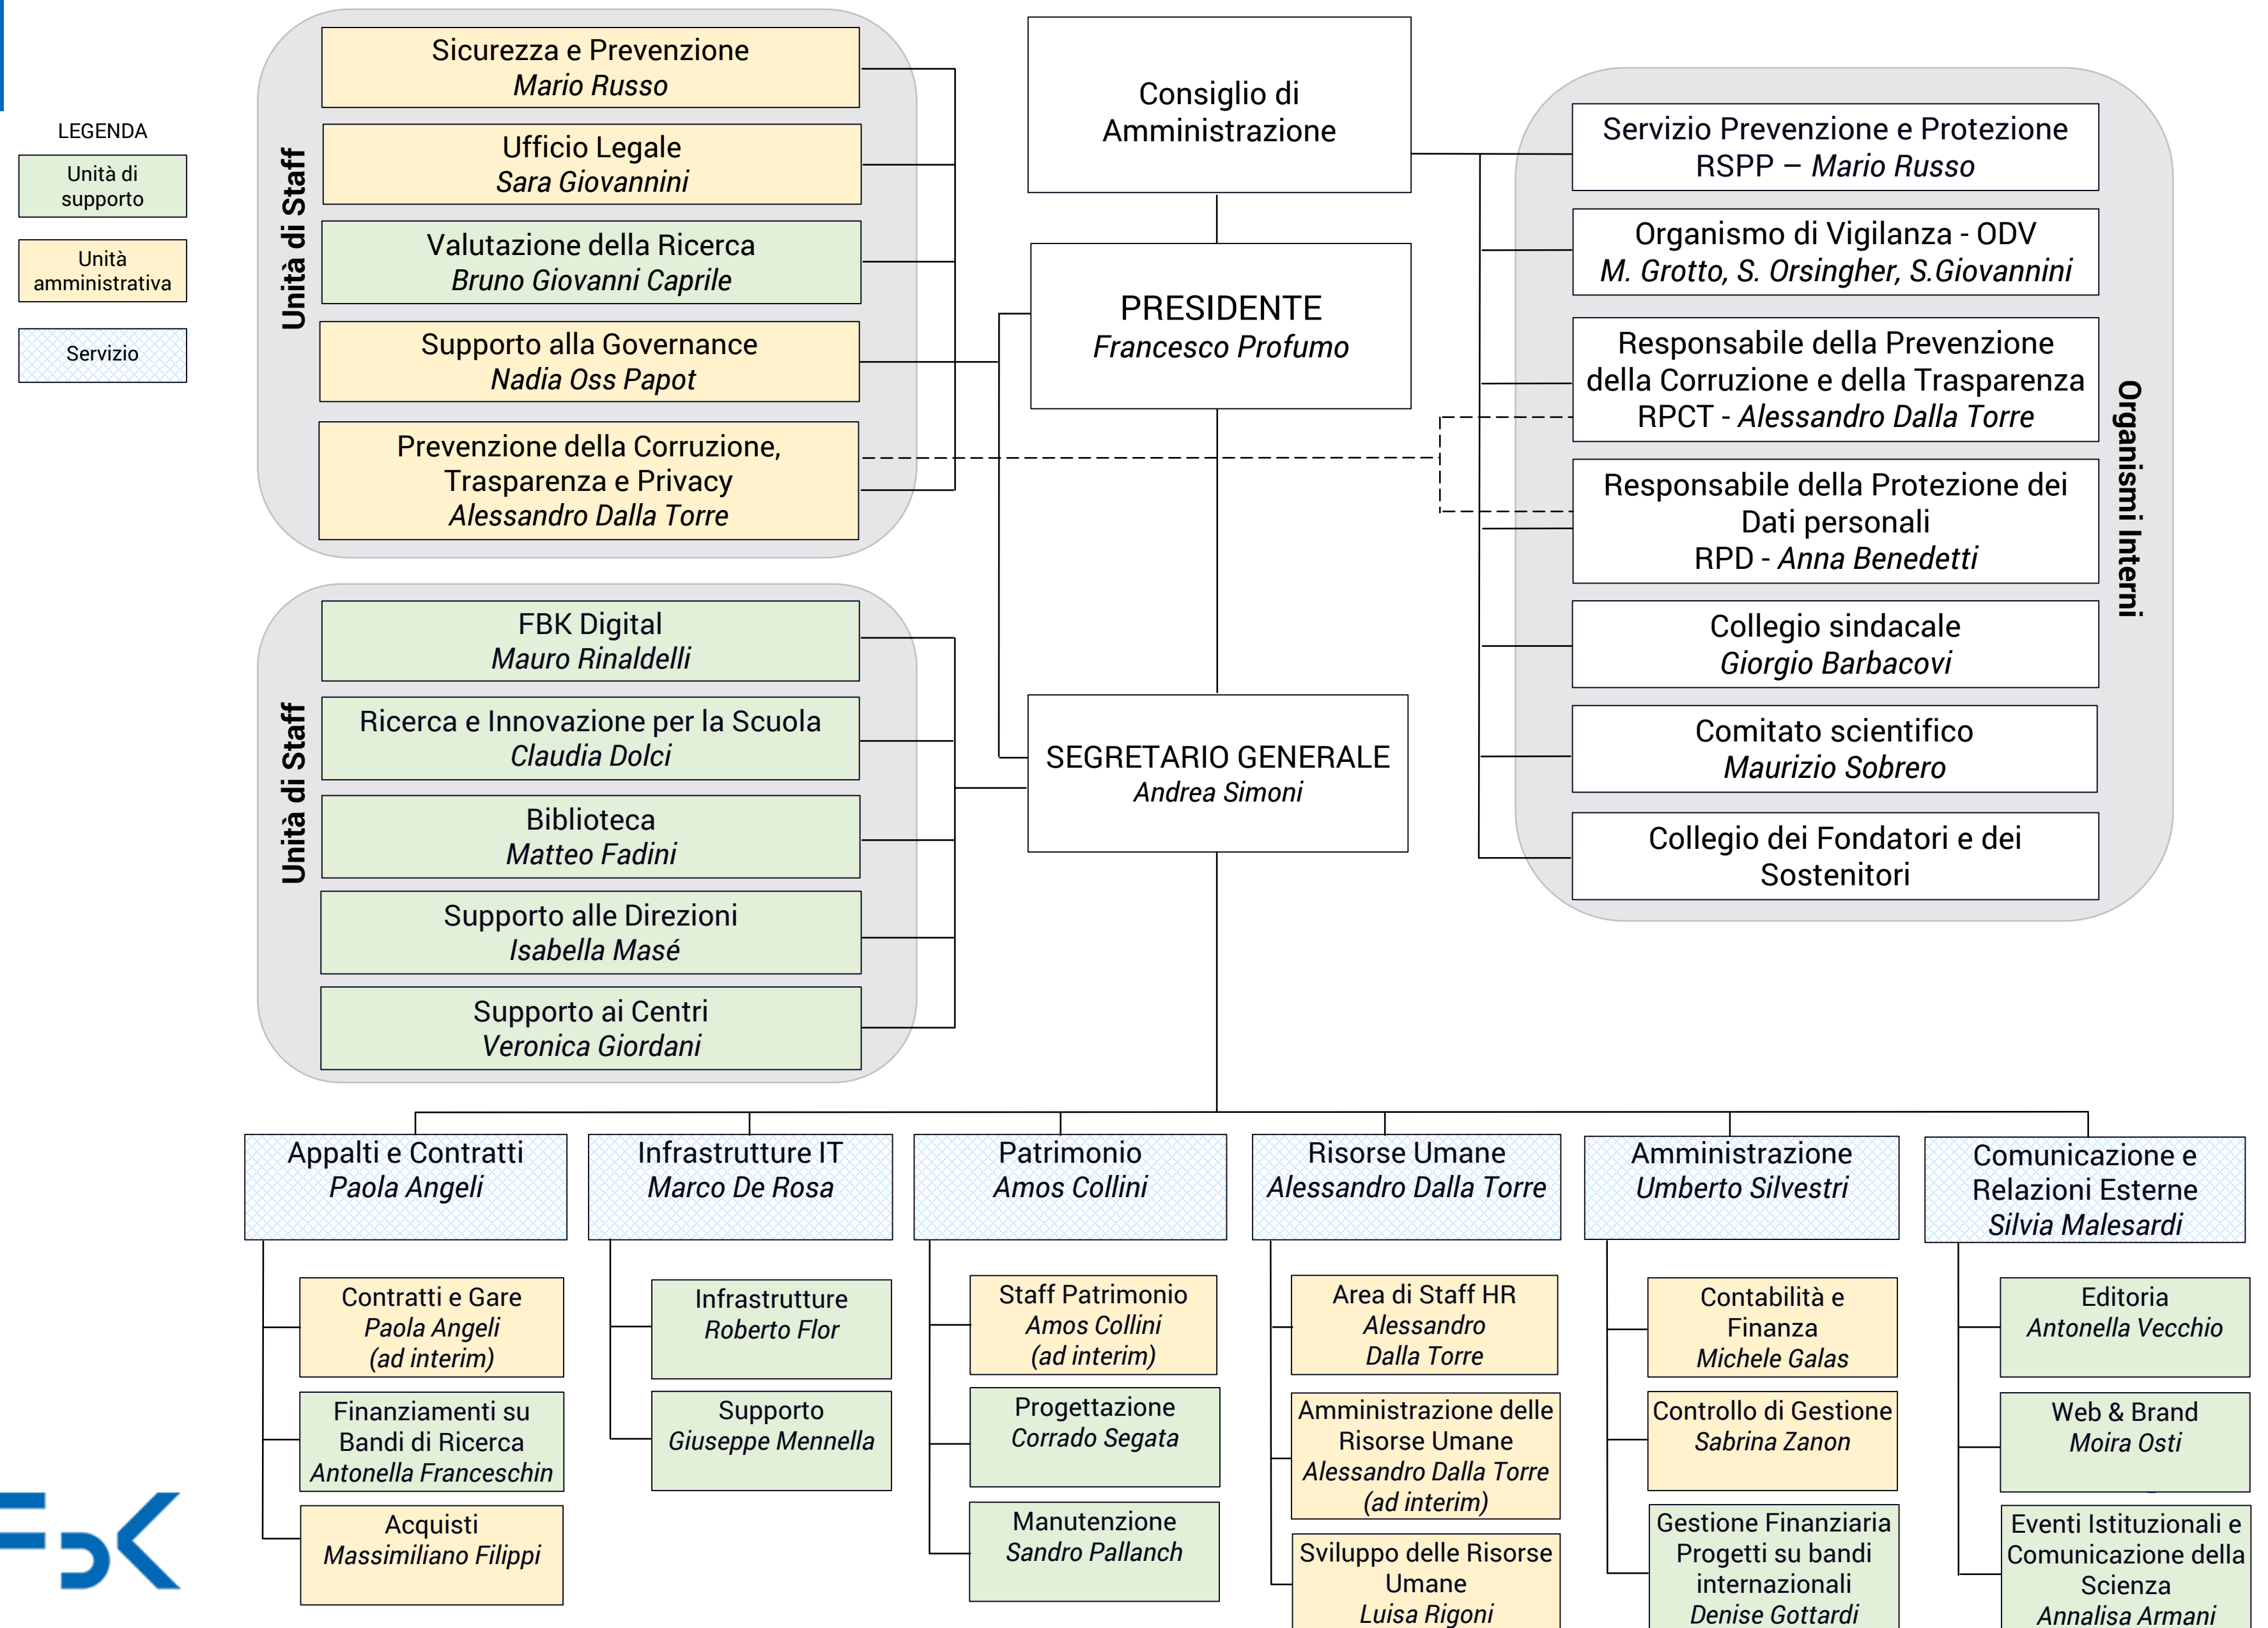 LEGENDA
Unità di
supporto
Unità
amministrativa
Servizio
Unità di Staff
Sicurezza e Prevenzione
Mario Russo
Ufficio Legale
Sara Giovannini
Valutazione della Ricerca
Bruno Giovanni Caprile
Supporto alla Governance
Nadia Oss Papot
Prevenzione della Corruzione,
Trasparenza e Privacy
Alessandro Dalla Torre
Unità di Staff
FBK Digital
Mauro Rinaldelli
Ricerca e Innovazione per la Scuola
Claudia Dolci
Biblioteca
Matteo Fadini
Supporto alle Direzioni
Isabella Masé
Supporto ai Centri
Veronica Giordani
Consiglio di
Amministrazione
PRESIDENTE
Francesco Profumo
SEGRETARIO GENERALE
Andrea Simoni
Organismi Interni
Servizio Prevenzione e Protezione
RSPP – Mario Russo
Organismo di Vigilanza - ODV
M. Grotto, S. Orsingher, S.Giovannini
Responsabile della Prevenzione
della Corruzione e della Trasparenza
RPCT - Alessandro Dalla Torre
Responsabile della Protezione dei
Dati personali
RPD - Anna Benedetti
Collegio sindacale
Giorgio Barbacovi
Comitato scientifico
Maurizio Sobrero
Collegio dei Fondatori e dei
Sostenitori
Appalti e Contratti
Paola Angeli
Contratti e Gare
Paola Angeli
(ad interim)
Finanziamenti su
Bandi di Ricerca
Antonella Franceschin
Acquisti
Massimiliano Filippi
Infrastrutture IT
Marco De Rosa
Infrastrutture
Roberto Flor
Supporto
Giuseppe Mennella
Patrimonio
Amos Collini
Staff Patrimonio
Amos Collini
(ad interim)
Progettazione
Corrado Segata
Manutenzione
Sandro Pallanch
Risorse Umane
Alessandro Dalla Torre
Area di Staff HR
Alessandro
Dalla Torre
Amministrazione delle
Risorse Umane
Alessandro Dalla Torre
(ad interim)
Sviluppo delle Risorse
Umane
Luisa Rigoni
Amministrazione
Umberto Silvestri
Contabilità e
Finanza
Michele Galas
Controllo di Gestione
Sabrina Zanon
Gestione Finanziaria
Progetti su bandi
internazionali
Denise Gottardi
Comunicazione e
Relazioni Esterne
Silvia Malesardi
Editoria
Antonella Vecchio
Web & Brand
Moira Osti
Eventi Istituzionali e
Comunicazione della
Scienza
Annalisa Armani
FBK